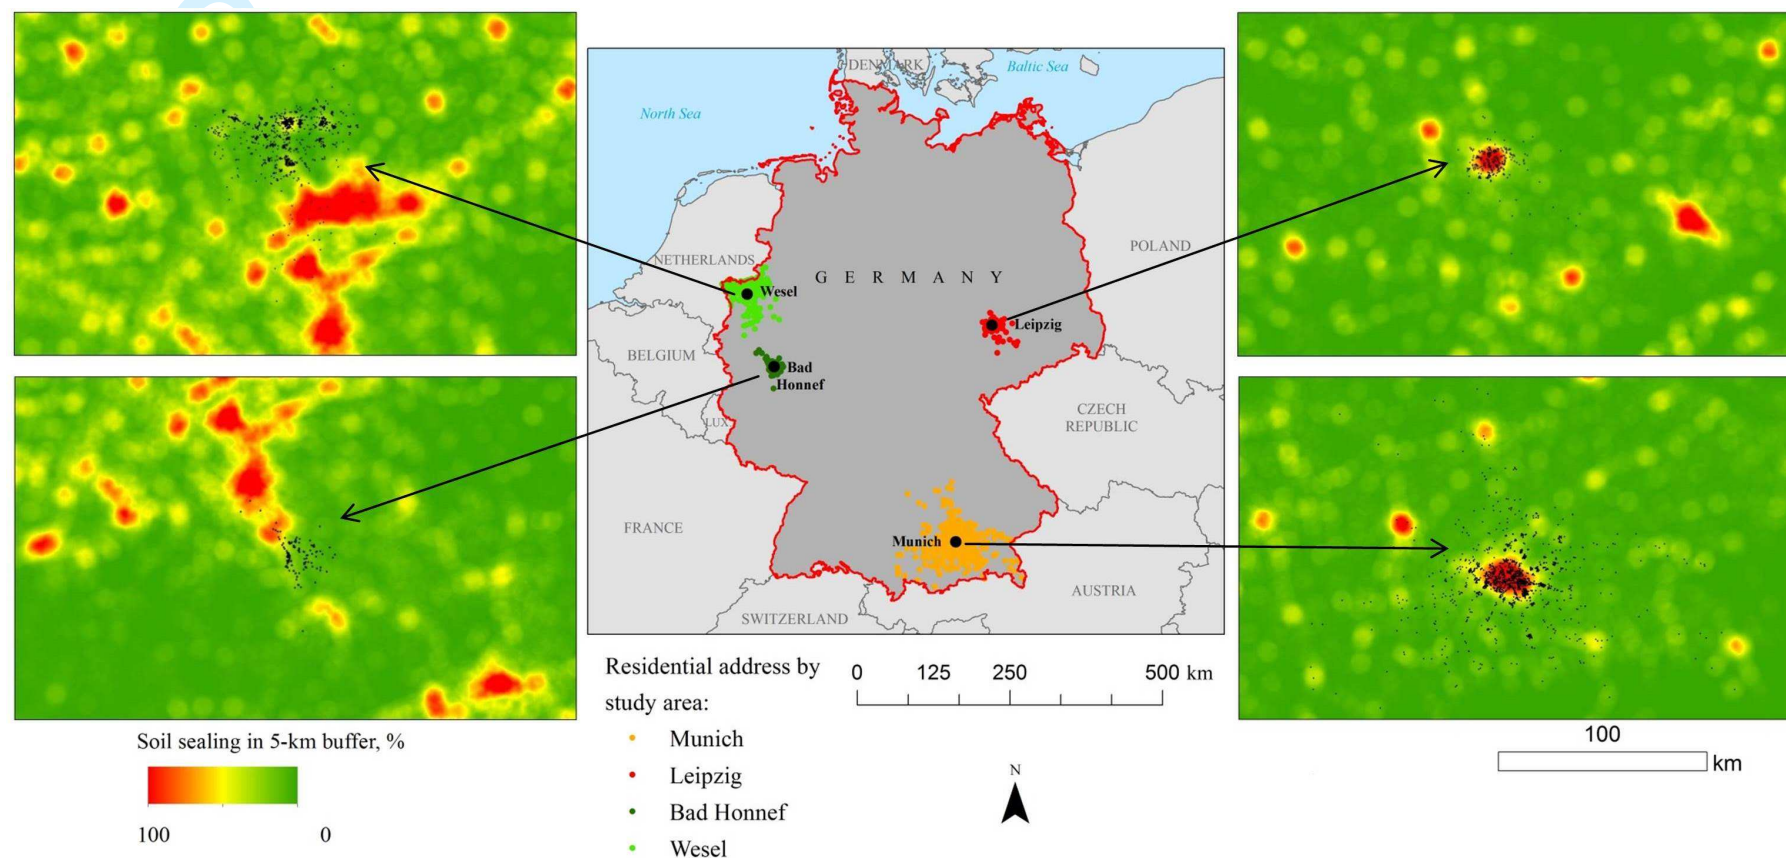 DENMARK
Baltic Sea
North Sea
POLAND
NETHERLANDS
GERMANY
Wesel
Leipzig
BELGIUM
Bad
Honnef
LUX.
CZECH
REPUBLIC
FRANCE
Munich
AUSTRIA
SWITZERLAND
Residential address by
study area:
Munich
Leipzig
Bad Honnef
Wesel
0 125 250 500 km
N
Soil sealing in 5-km buffer, %
100 0
100
km